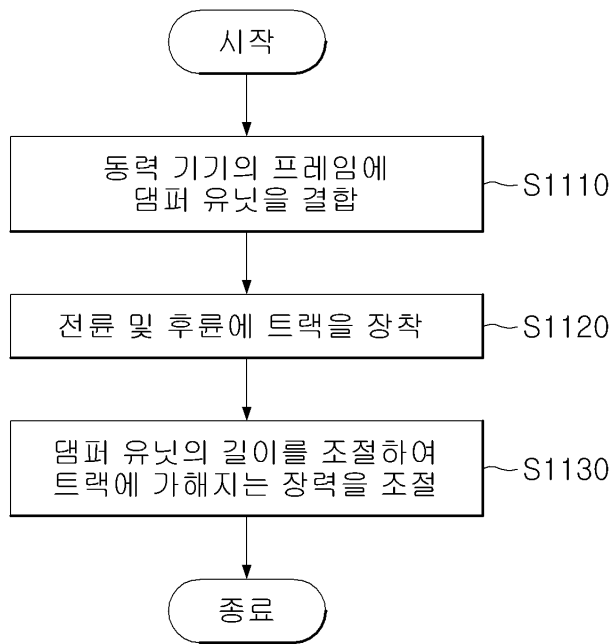 시작
동력 기기의 프레임에
댐퍼 유닛을 결합
S1110
전륜 및 후륜에 트랙을 장착
S1120
댐퍼 유닛의 길이를 조절하여
트랙에 가해지는 장력을 조절
S1130
종료